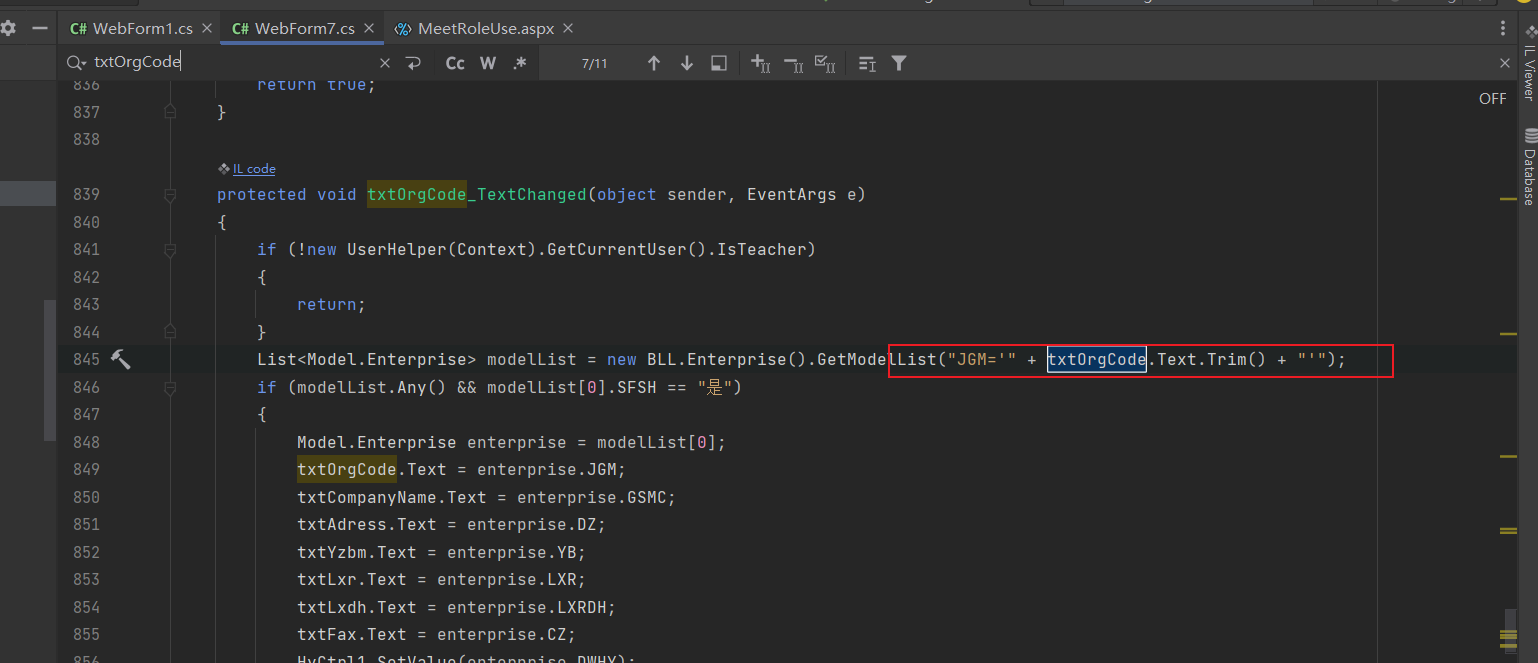 C# WebForm1.cs
C# WebForm7.cs
MeetRoleUse.aspx
txtOrgCode
Cc
W
.*
7/11
OFF
IL Viewer
Database
836 return true;
837 }
838
IL code
839 protected void txtOrgCode_TextChanged(object sender, EventArgs e)
840 {
841 if (!new UserHelper(Context).GetCurrentUser().IsTeacher)
842 {
843 return;
844 }
845 List<Model.Enterprise> modelList = new BLL.Enterprise().GetModelList("JGM='" + txtOrgCode.Text.Trim() + "'");
846 if (modelList.Any() && modelList[0].SFSH == "是")
847 {
848 Model.Enterprise enterprise = modelList[0];
849 txtOrgCode.Text = enterprise.JGM;
850 txtCompanyName.Text = enterprise.GSMC;
851 txtAdress.Text = enterprise.DZ;
852 txtYzbm.Text = enterprise.YB;
853 txtLxr.Text = enterprise.LXR;
854 txtLxdh.Text = enterprise.LXRDH;
855 txtFax.Text = enterprise.CZ;
856 HyCtrl1.SetValue(enterprise.DWHY);